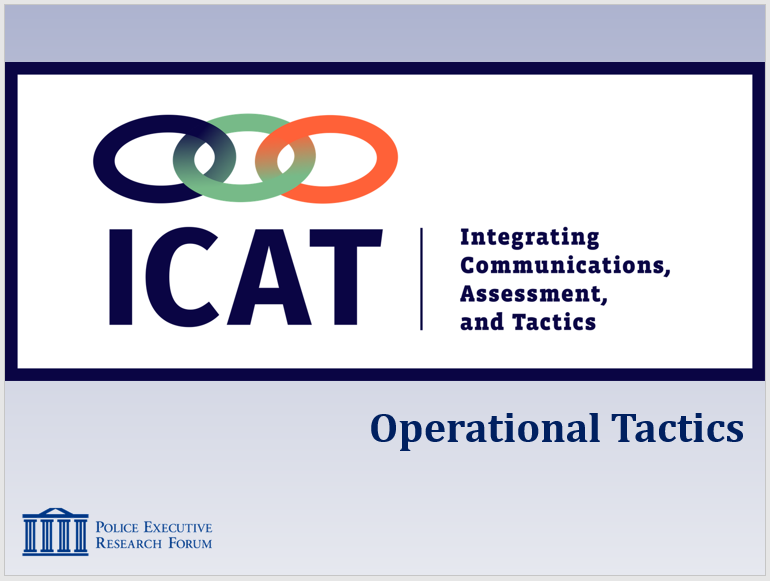 ICAT
Integrating
Communications,
Assessment,
and Tactics
Operational Tactics
POLICE EXECUTIVE
RESEARCH FORUM